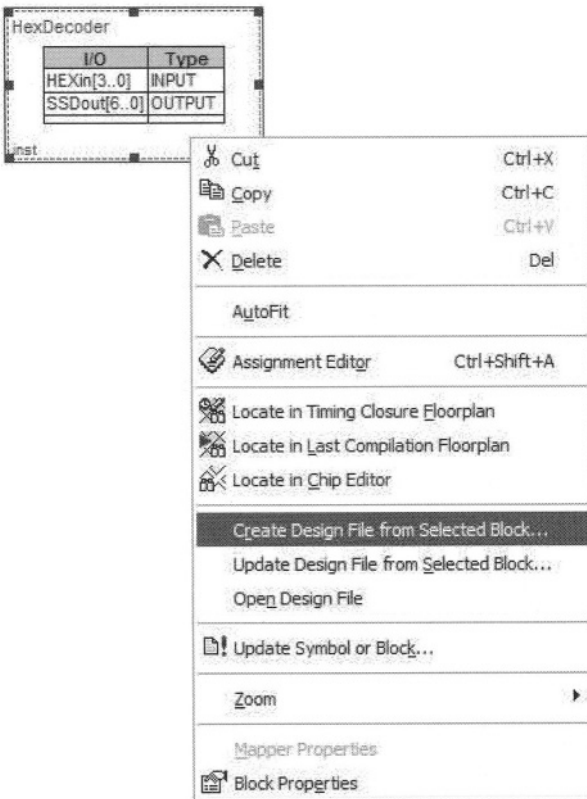 HexDecoder
I/O Type
HEXin[3..0] INPUT
SSDout[6..0] OUTPUT
inst
Cut Ctrl+X
Copy Ctrl+C
Paste Ctrl+V
Delete Del
AutoFit
Assignment Editor Ctrl+Shift+A
Locate in Timing Closure Floorplan
Locate in Last Compilation Floorplan
Locate in Chip Editor
Create Design File from Selected Block...
Update Design File from Selected Block...
Open Design File
Update Symbol or Block...
Zoom
Mapper Properties
Block Properties